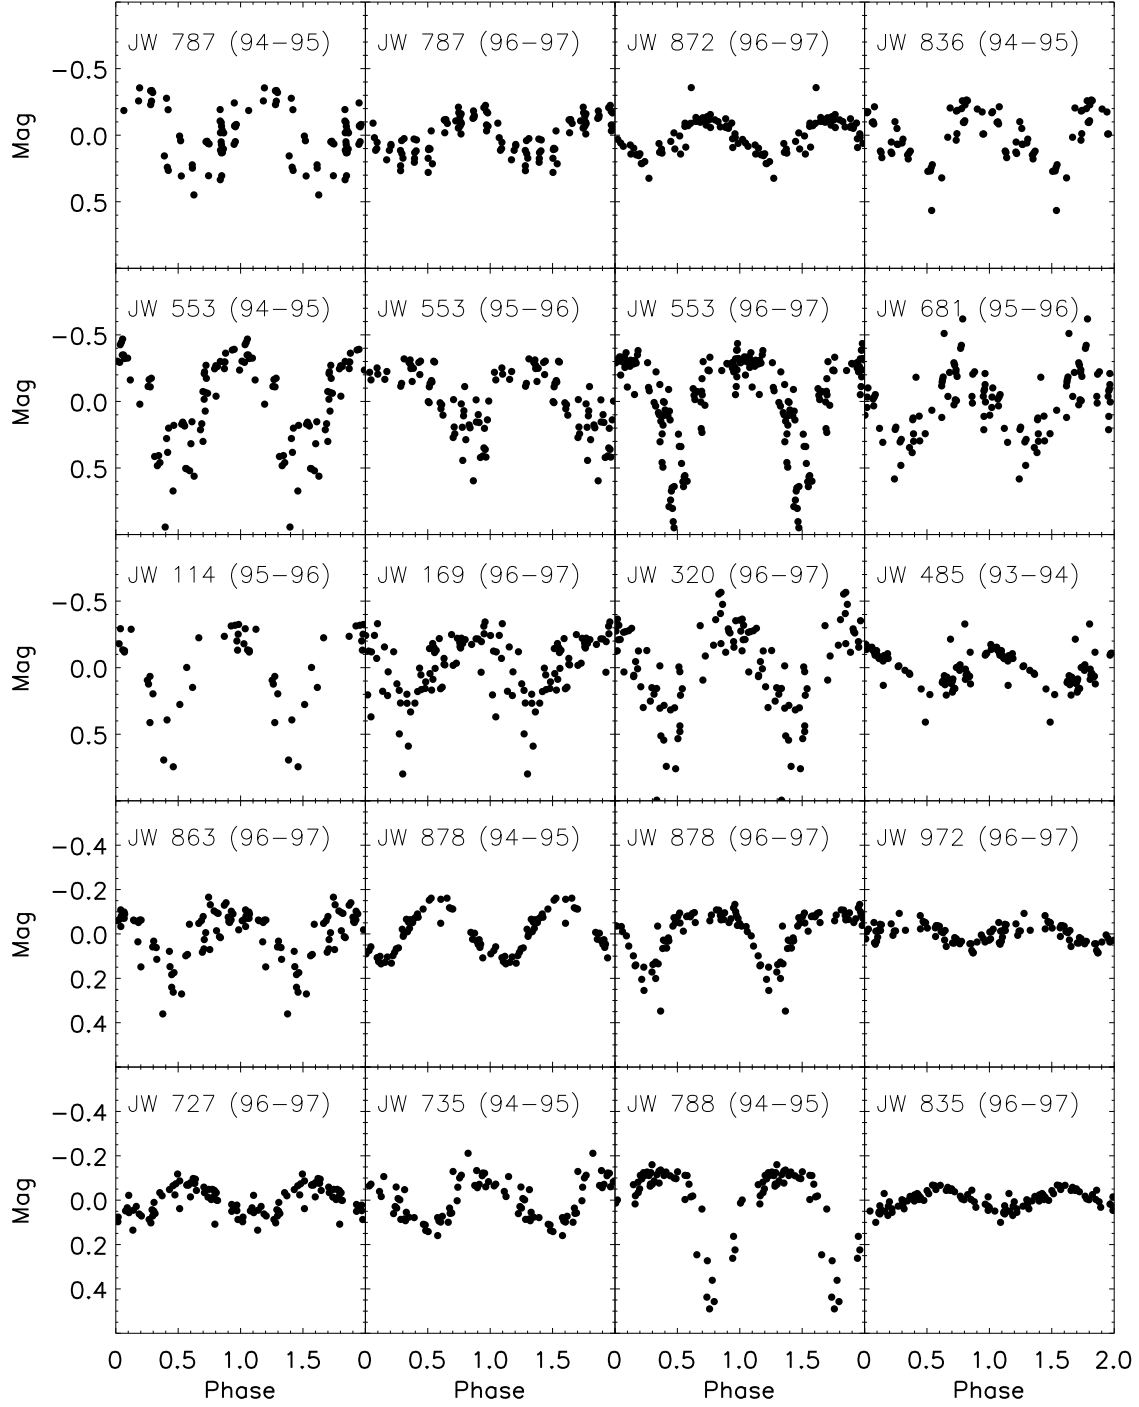 JW 787 (94−95) JW 787 (96−97) JW 872 (96−97) JW 836 (94−95)
−0.5
0.0
0.5
Mag
JW 553 (94−95) JW 553 (95−96) JW 553 (96−97) JW 681 (95−96)
−0.5
0.0
0.5
Mag
JW 114 (95−96) JW 169 (96−97) JW 320 (96−97) JW 485 (93−94)
−0.5
0.0
0.5
Mag
JW 863 (96−97) JW 878 (94−95) JW 878 (96−97) JW 972 (96−97)
−0.4
−0.2
0.0
0.2
0.4
Mag
JW 727 (96−97) JW 735 (94−95) JW 788 (94−95) JW 835 (96−97)
−0.4
−0.2
0.0
0.2
0.4
Mag
0 0.5 1.0 1.5 0 0.5 1.0 1.5 0 0.5 1.0 1.5 0 0.5 1.0 1.5 2.0
Phase Phase Phase Phase